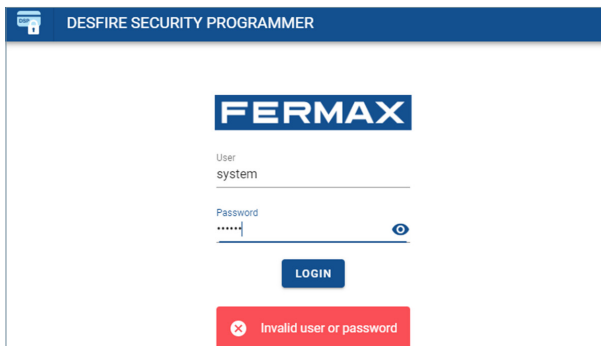 DESFIRE SECURITY PROGRAMMER
FERMAX
User
system
Password
••••••
LOGIN
Invalid user or password